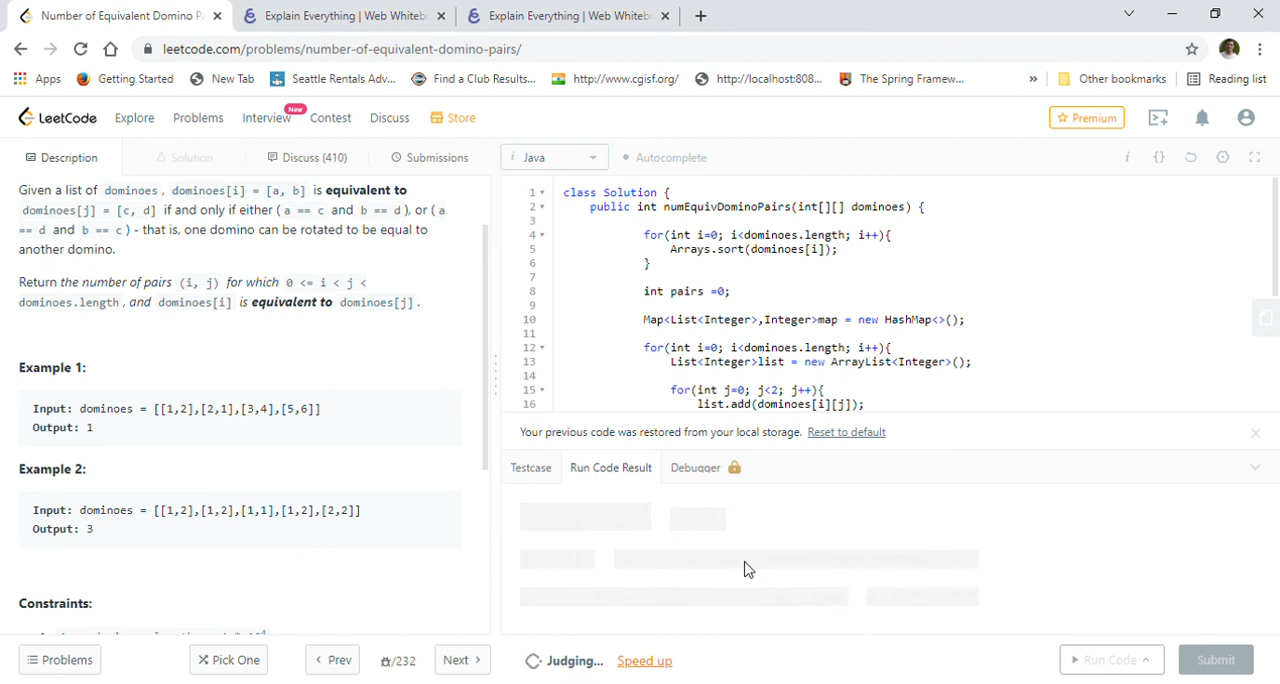 Number of Equivalent Domino P
Explain Everything | Web Whiteb
Explain Everything | Web Whiteb
leetcode.com/problems/number-of-equivalent-domino-pairs/
Apps
Getting Started
New Tab
Seattle Rentals Adv...
Find a Club Results...
http://www.cgisf.org/
http://localhost:808...
The Spring Framew...
»
Other bookmarks
Reading list
LeetCode
Explore
Problems
Interview
New
Contest
Discuss
Store
Premium
Description
Solution
Discuss (410)
Submissions
i Java
Autocomplete
Given a list of dominoes, dominoes[i] = [a, b] is equivalent to
dominoes[j] = [c, d] if and only if either (a == c and b == d), or (a
== d and b == c) - that is, one domino can be rotated to be equal to
another domino.
Return the number of pairs (i, j) for which 0 <= i < j <
dominoes.length, and dominoes[i] is equivalent to dominoes[j].
Example 1:
Input: dominoes = [[1,2],[2,1],[3,4],[5,6]]
Output: 1
Example 2:
Input: dominoes = [[1,2],[1,2],[1,1],[1,2],[2,2]]
Output: 3
Constraints:
1 class Solution {
2 public int numEquivDominoPairs(int[][] dominoes) {
3
4 for(int i=0; i<dominoes.length; i++){
5 Arrays.sort(dominoes[i]);
6 }
7
8 int pairs =0;
9
10 Map<List<Integer>,Integer>map = new HashMap<>();
11
12 for(int i=0; i<dominoes.length; i++){
13 List<Integer>list = new ArrayList<Integer>();
14
15 for(int j=0; j<2; j++){
16 list.add(dominoes[i][j]);
Your previous code was restored from your local storage. Reset to default
Testcase
Run Code Result
Debugger
Problems
Pick One
Prev
/232
Next
Judging...
Speed up
Run Code
Submit